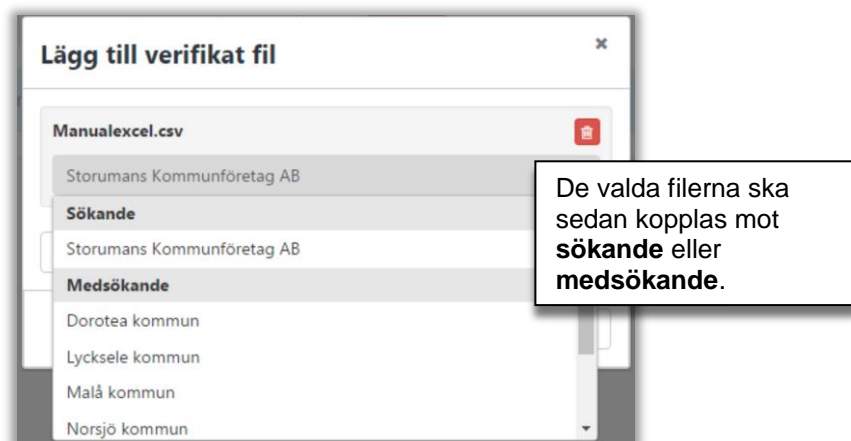 Lägg till verifikat fil
Manualexcel.csv
Storumans Kommunföretag AB
Sökande
Storumans Kommunföretag AB
Medsökande
Dorotea kommun
Lycksele kommun
Malå kommun
Norsjö kommun
De valda filerna ska
sedan kopplas mot
sökande eller
medsökande.